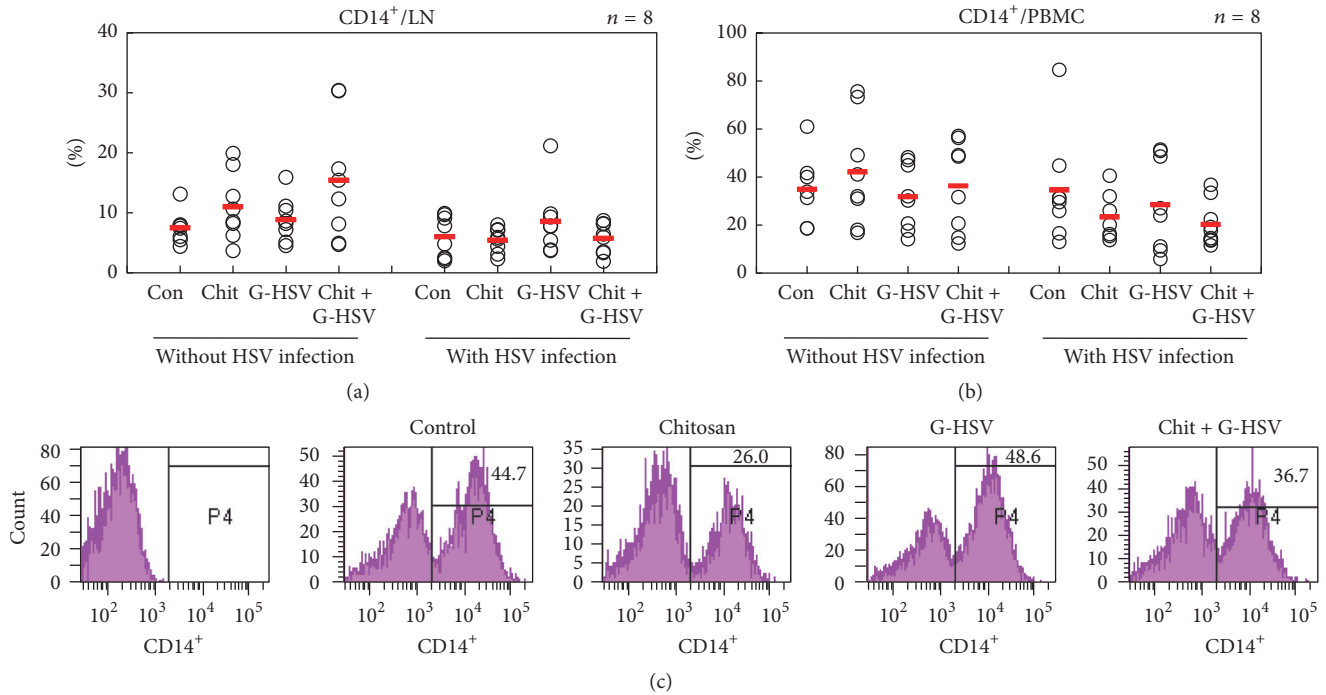 CD14⁺/LN n = 8
(%)
40
30
20
10
0
Con Chit G-HSV Chit +
G-HSV
Con Chit G-HSV Chit +
G-HSV
Without HSV infection With HSV infection
(a)
CD14⁺/PBMC n = 8
(%)
100
80
60
40
20
0
Con Chit G-HSV Chit +
G-HSV
Con Chit G-HSV Chit +
G-HSV
Without HSV infection With HSV infection
(b)
Count
80
60
40
20
0
P4
10² 10³ 10⁴ 10⁵
CD14⁺
Control
50
40
30
20
10
0
44.7
P4
10² 10³ 10⁴ 10⁵
CD14⁺
Chitosan
35
30
25
20
15
10
5
0
26.0
P4
10² 10³ 10⁴ 10⁵
CD14⁺
G-HSV
80
60
40
20
0
48.6
P4
10² 10³ 10⁴ 10⁵
CD14⁺
Chit + G-HSV
50
40
30
20
10
0
36.7
P4
10² 10³ 10⁴ 10⁵
CD14⁺
(c)